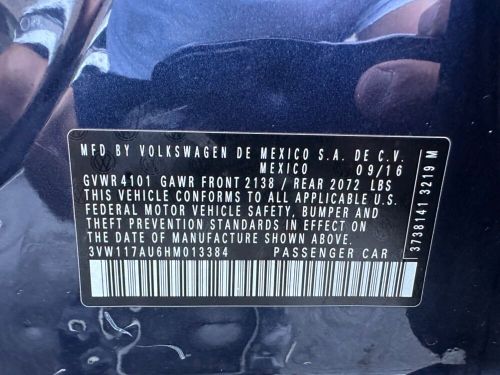 MFD BY VOLKSWAGEN DE MEXICO S.A. DE C.V.
MEXICO 09/16
GVWR 4101 GAWR FRONT 2138 / REAR 2072 LBS
THIS VEHICLE CONFORMS TO ALL APPLICABLE U.S.
FEDERAL MOTOR VEHICLE SAFETY, BUMPER AND
THEFT PREVENTION STANDARDS IN EFFECT ON
THE DATE OF MANUFACTURE SHOWN ABOVE.
3VW117AU6HM013384 PASSENGER CAR
3738141 3219 M